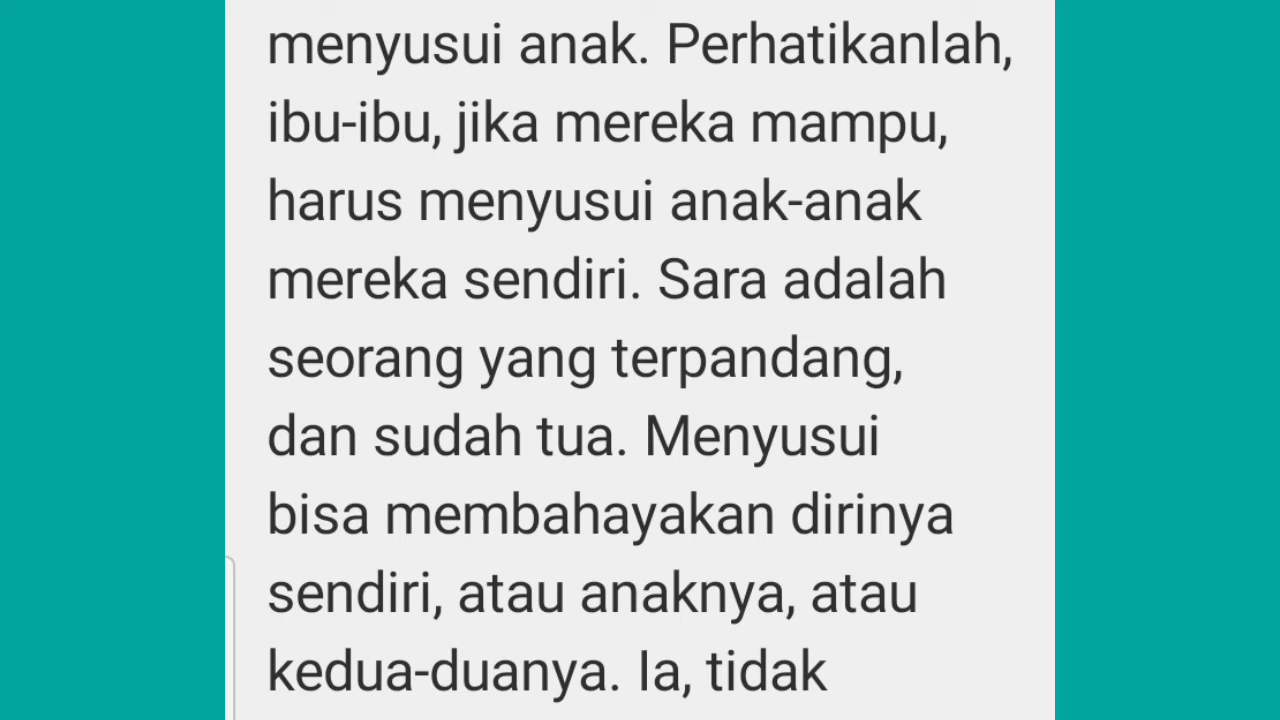 menyusui anak. Perhatikanlah,
ibu-ibu, jika mereka mampu,
harus menyusui anak-anak
mereka sendiri. Sara adalah
seorang yang terpandang,
dan sudah tua. Menyusui
bisa membahayakan dirinya
sendiri, atau anaknya, atau
kedua-duanya. Ia, tidak